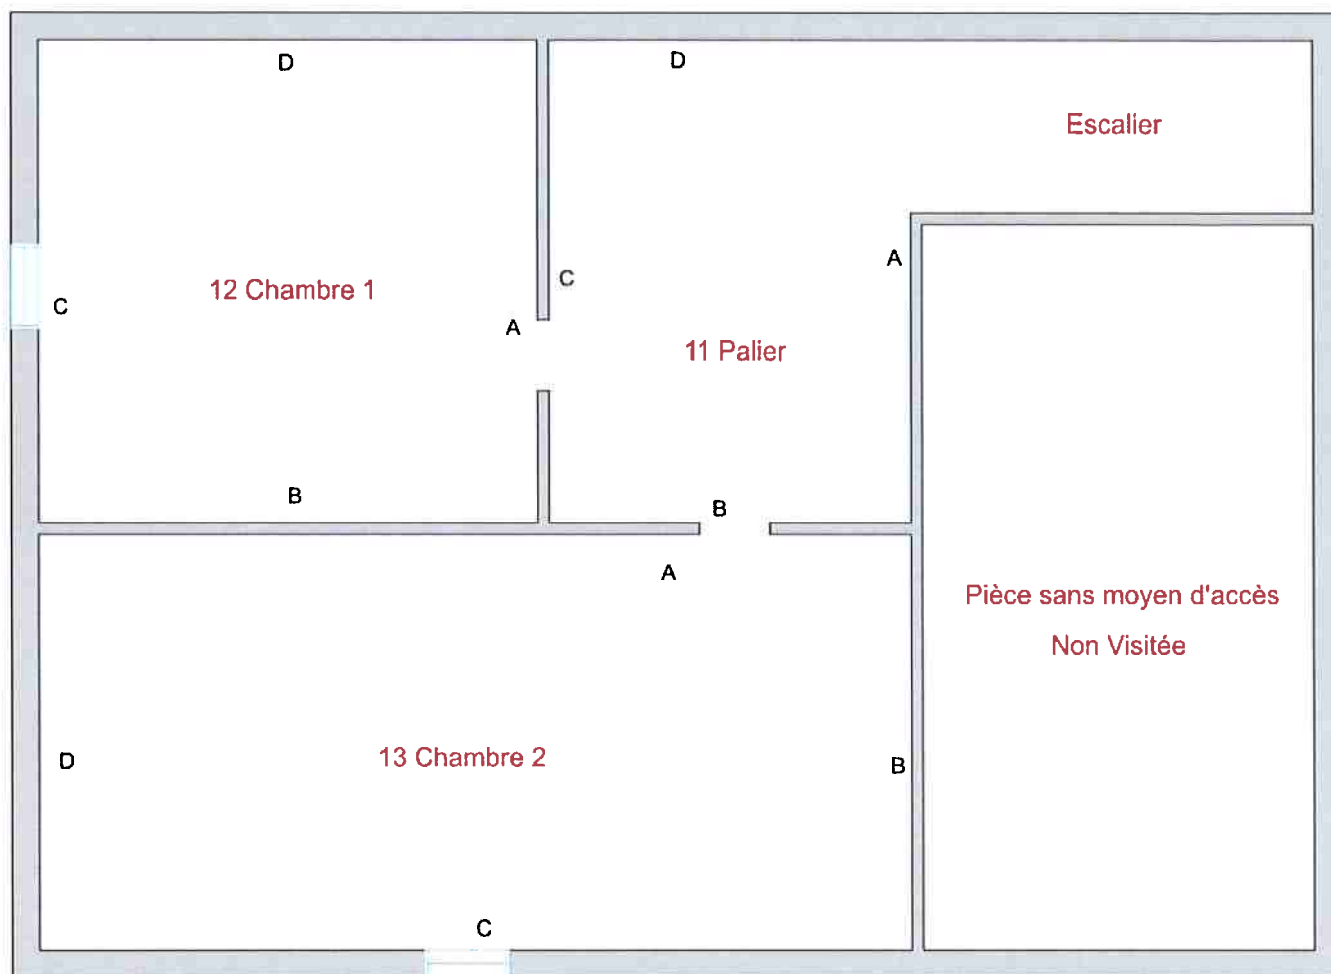 D
D
Escalier
A
C
12 Chambre 1
C
A
11 Palier
B
B
A
Pièce sans moyen d'accès
Non Visitée
D
13 Chambre 2
B
C